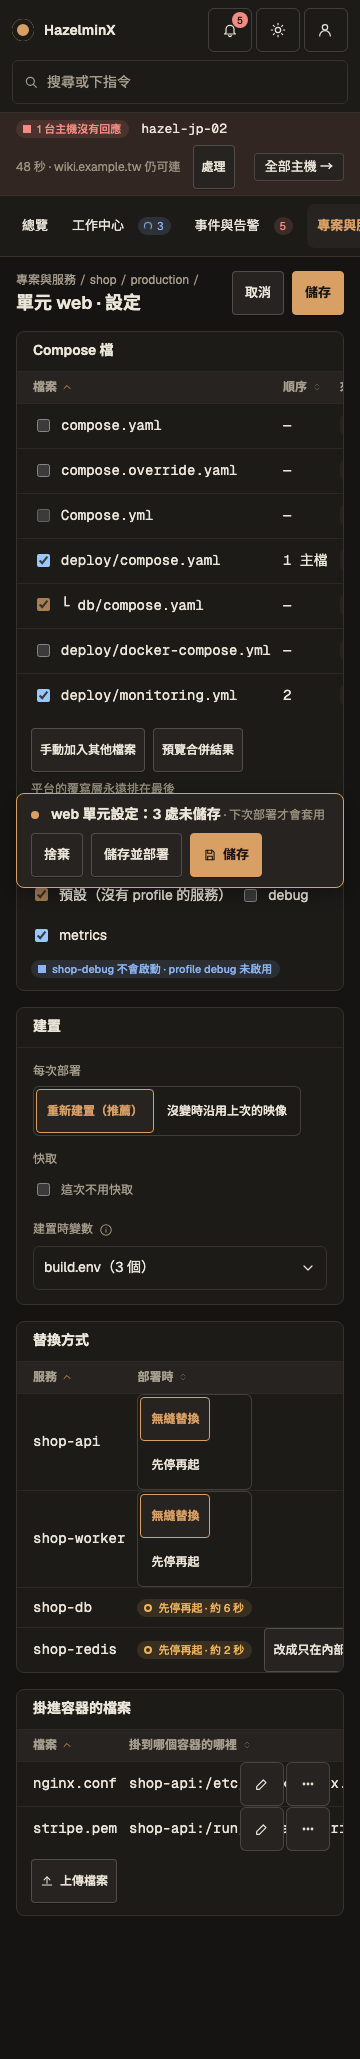 HazelminX
5
搜尋或下指令
1 台主機沒有回應 hazel-jp-02
48 秒 · wiki.example.tw 仍可連 處理 全部主機 →
總覽 工作中心 3 事件與告警 5 專案與
專案與服務 / shop / production /
單元 web · 設定
取消 儲存
Compose 檔
檔案 順序
compose.yaml —
compose.override.yaml —
Compose.yml —
deploy/compose.yaml 1 主檔
└ db/compose.yaml —
deploy/docker-compose.yml —
deploy/monitoring.yml 2
手動加入其他檔案 預覽合併結果
平台的覆寫層永遠排在最後
web 單元設定：3 處未儲存 · 下次部署才會套用
捨棄 儲存並部署 儲存
預設（沒有 profile 的服務） debug
metrics
shop-debug 不會啟動 · profile debug 未啟用
建置
每次部署
重新建置（推薦） 沒變時沿用上次的映像
快取
這次不用快取
建置時變數
build.env（3 個）
替換方式
服務 部署時
shop-api 無縫替換
先停再起
shop-worker 無縫替換
先停再起
shop-db 先停再起 · 約 6 秒
shop-redis 先停再起 · 約 2 秒 改成只在內部
掛進容器的檔案
檔案 掛到哪個容器的哪裡
nginx.conf shop-api:/etc
stripe.pem shop-api:/run
上傳檔案